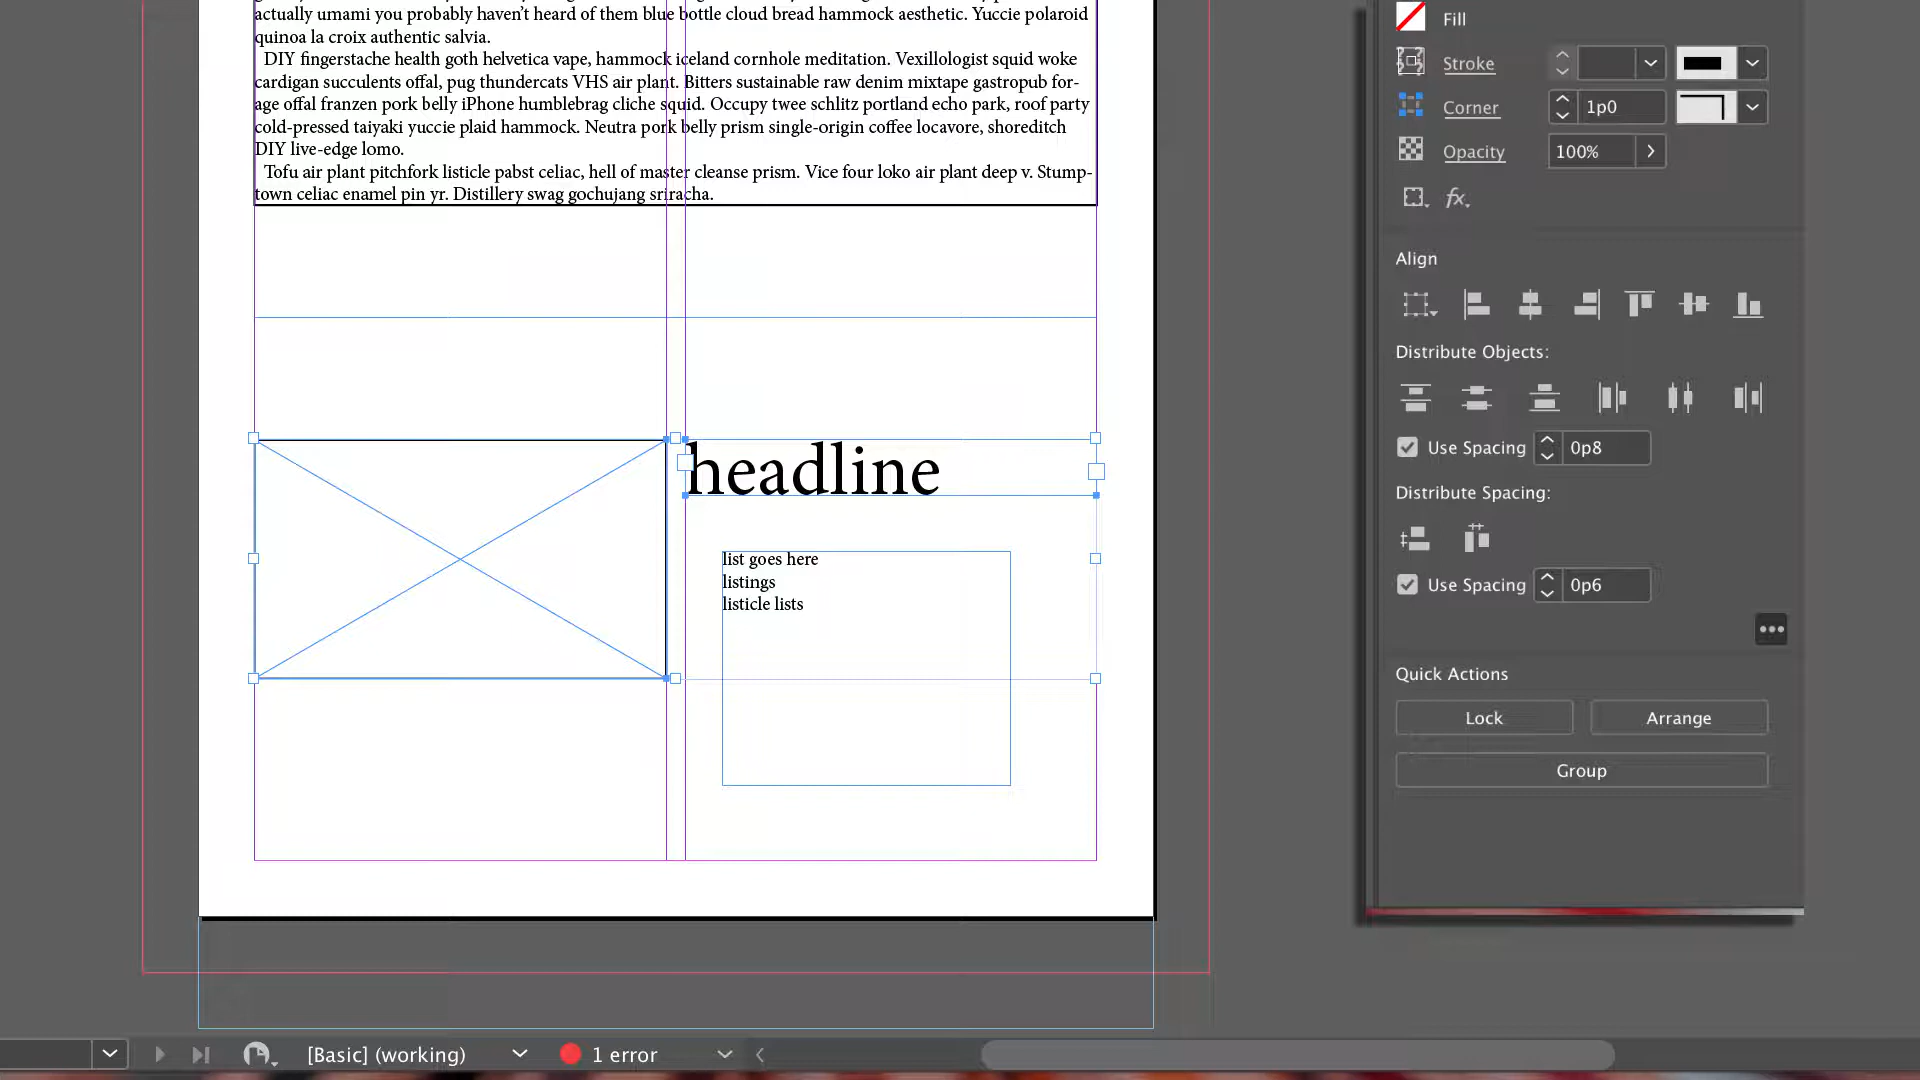 actually umami you probably haven’t heard of them blue bottle cloud bread hammock aesthetic. Yuccie polaroid
quinoa la croix authentic salvia.
DIY fingerstache health goth helvetica vape, hammock iceland cornhole meditation. Vexillologist squid woke
cardigan succulents offal, pug thundercats VHS air plant. Bitters sustainable raw denim mixtape gastropub for-
age offal franzen pork belly iPhone humblebrag cliche squid. Occupy twee schlitz portland echo park, roof party
cold-pressed taiyaki yuccie plaid hammock. Neutra pork belly prism single-origin coffee locavore, shoreditch
DIY live-edge lomo.
Tofu air plant pitchfork listicle pabst celiac, hell of master cleanse prism. Vice four loko air plant deep v. Stump-
town celiac enamel pin yr. Distillery swag gochujang sriracha.
headline
list goes here
listings
listicle lists
Fill
Stroke
Corner 1p0
Opacity 100%
fx
Align
Distribute Objects:
Use Spacing 0p8
Distribute Spacing:
Use Spacing 0p6
Quick Actions
Lock Arrange
Group
[Basic] (working) 1 error